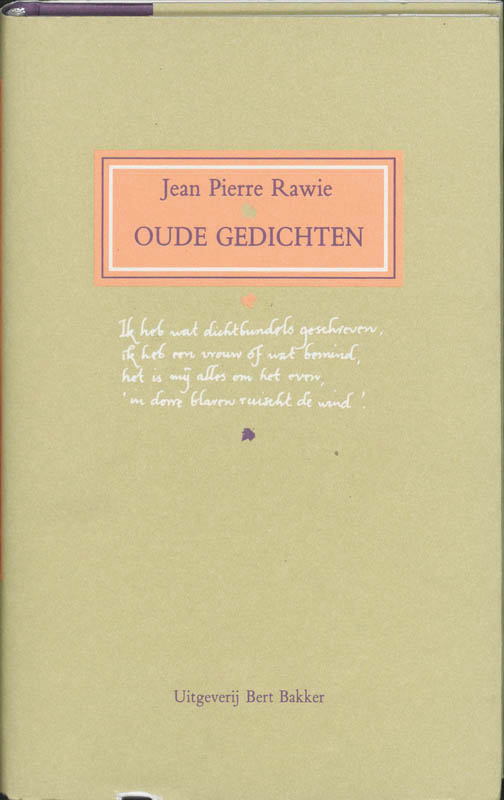 Jean Pierre Rawie
OUDE GEDICHTEN
Ik heb wat dichtbundels geschreven,
ik heb een vrouw of wat bemind,
het is mij alles om het even,
'in dorre blaren ruischt de wind'.
Uitgeverij Bert Bakker